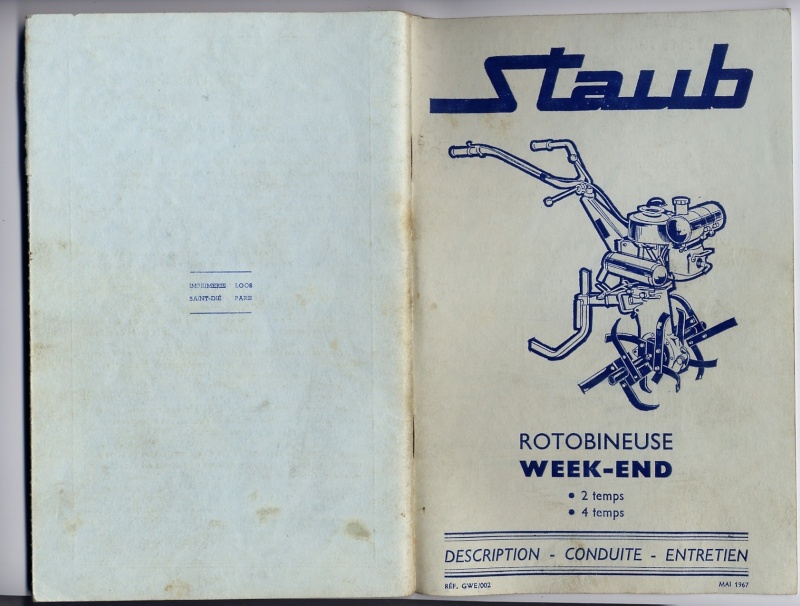 IMPRIMERIE LOOS
SAINT-DIÉ PARIS
Staub
ROTOBINEUSE
WEEK-END
• 2 temps
• 4 temps
DESCRIPTION - CONDUITE - ENTRETIEN
RÉF. GWE/002
MAI 1967